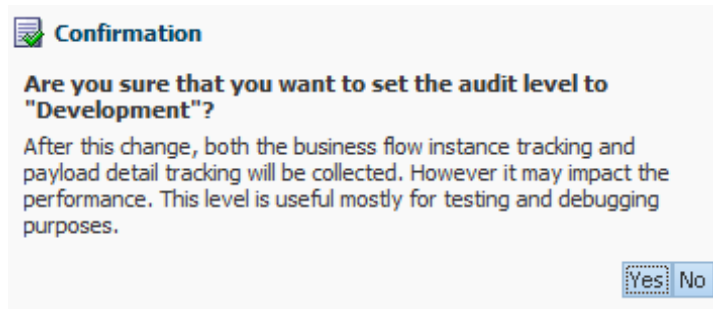 Confirmation
Are you sure that you want to set the audit level to
"Development"?
After this change, both the business flow instance tracking and
payload detail tracking will be collected. However it may impact the
performance. This level is useful mostly for testing and debugging
purposes.
Yes No